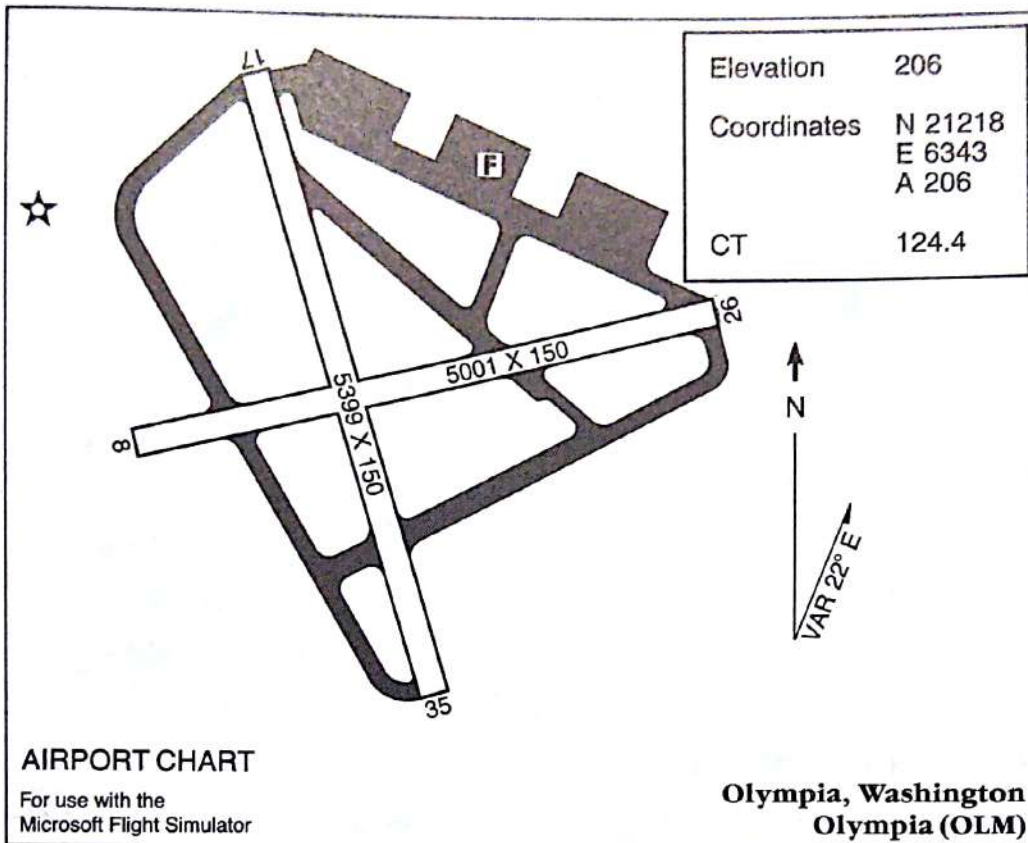 17
Elevation 206
Coordinates N 21218
E 6343
A 206
CT 124.4
F
26
5001 X 150
5399 X 150
8
N
VAR 22° E
35
AIRPORT CHART
For use with the
Microsoft Flight Simulator
Olympia, Washington
Olympia (OLM)